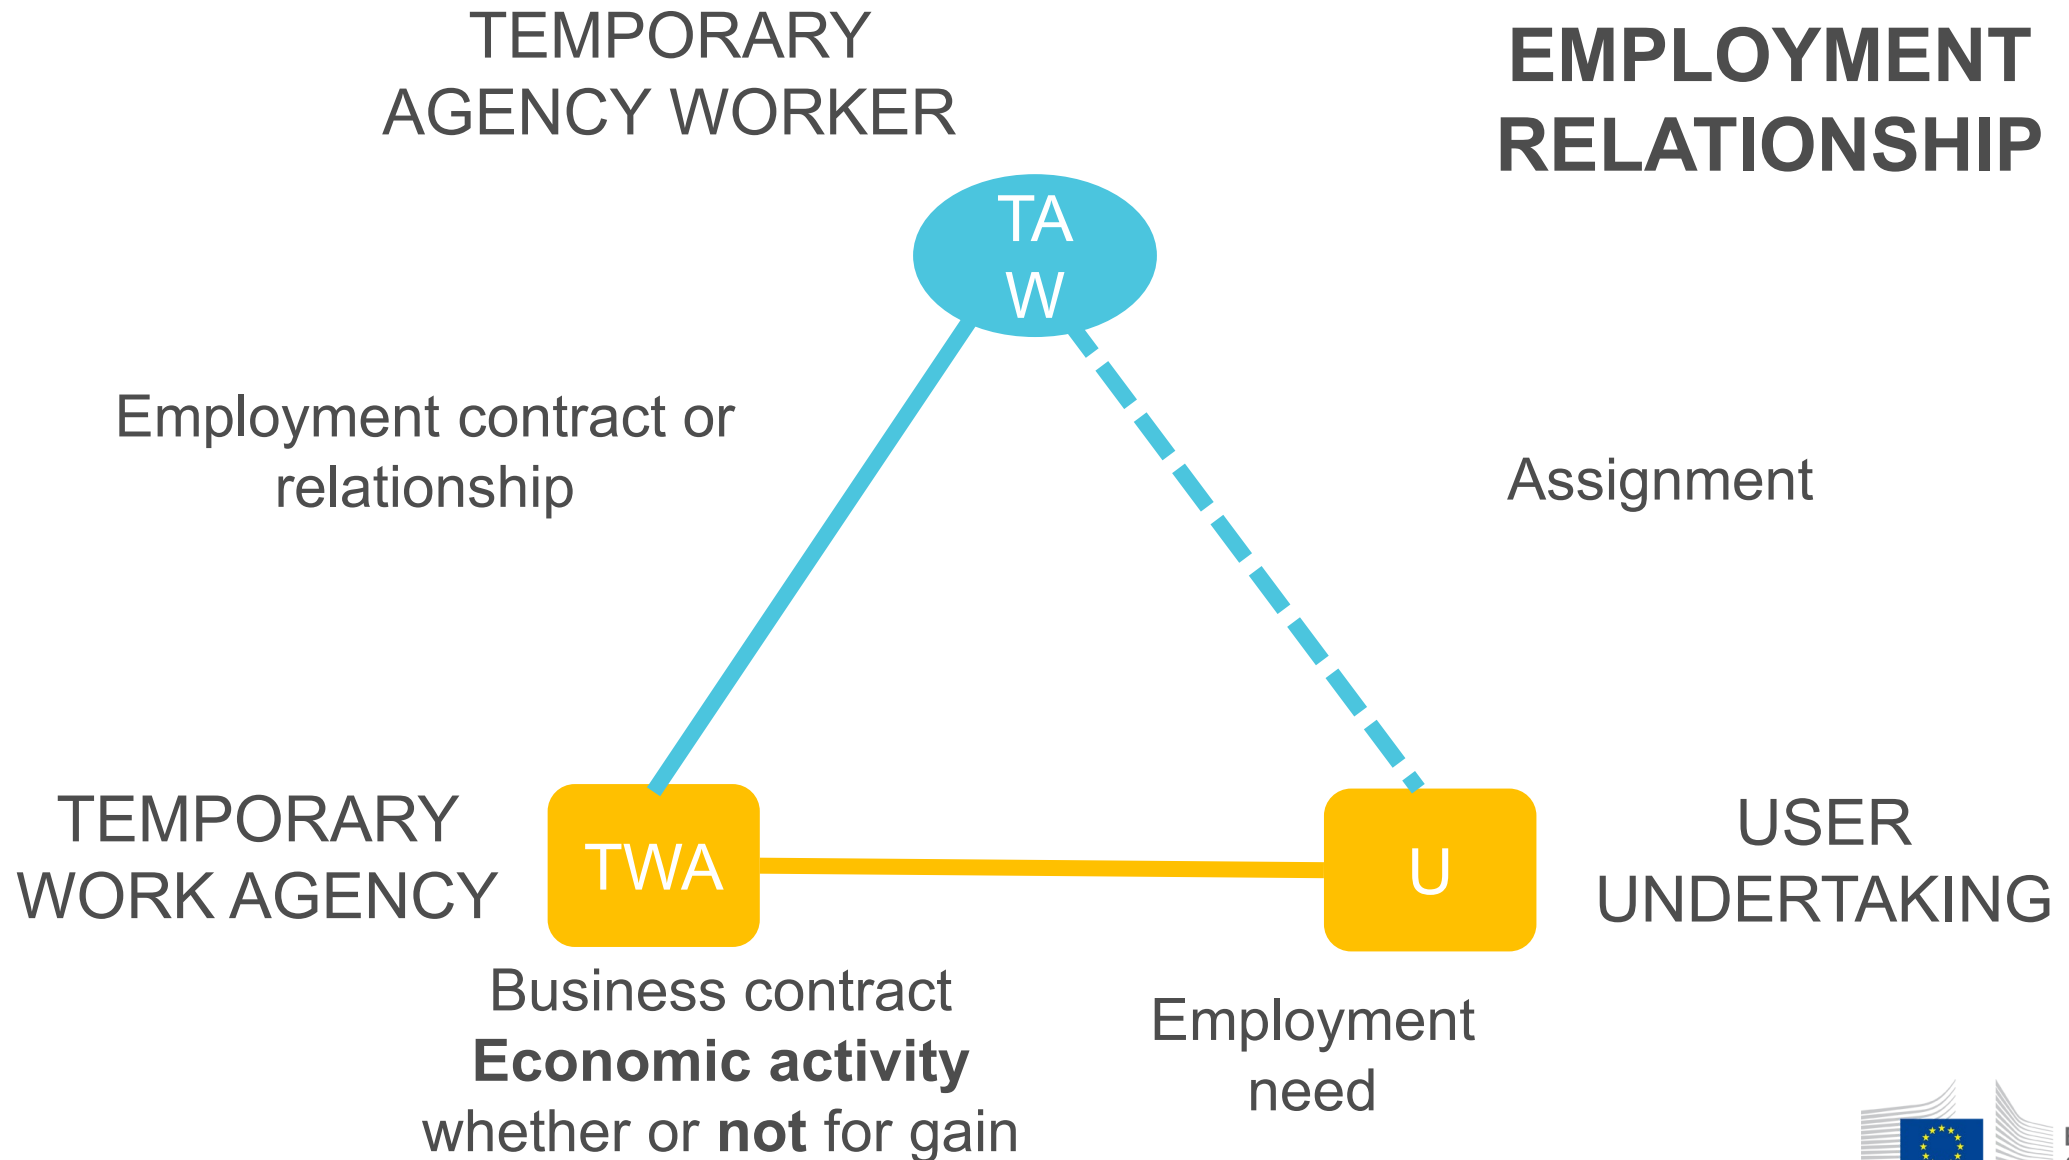 TEMPORARY
AGENCY WORKER
EMPLOYMENT
RELATIONSHIP
TA
W
Employment contract or
relationship
Assignment
TEMPORARY
WORK AGENCY
TWA
U
USER
UNDERTAKING
Business contract
Economic activity
whether or not for gain
Employment
need